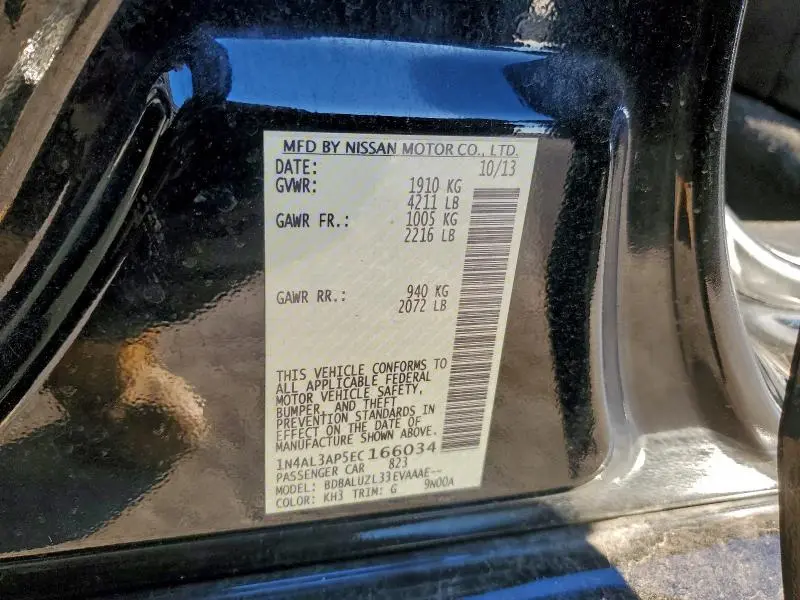 MFD BY NISSAN MOTOR CO., LTD.
DATE: 10/13
GVWR: 1910 KG
4211 LB
GAWR FR.: 1005 KG
2216 LB
GAWR RR.: 940 KG
2072 LB
THIS VEHICLE CONFORMS TO
ALL APPLICABLE FEDERAL
MOTOR VEHICLE SAFETY,
BUMPER, AND THEFT
PREVENTION STANDARDS IN
EFFECT ON THE DATE OF
MANUFACTURE SHOWN ABOVE.
1N4AL3AP5EC166034
PASSENGER CAR 823
MODEL: BDBALUZL33EVAAAE--
COLOR: KH3 TRIM: G 9N00A